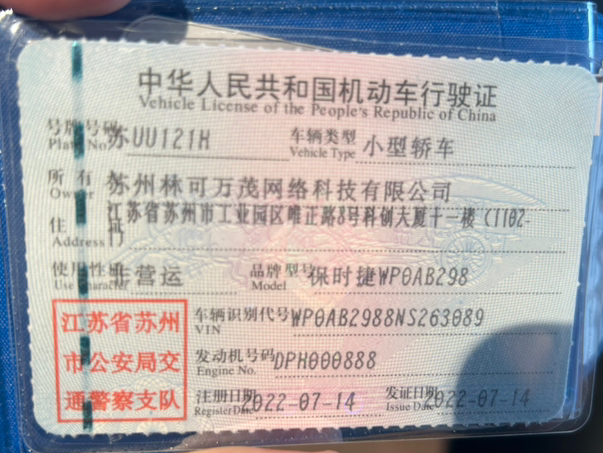 中华人民共和国机动车行驶证
Vehicle License of the People's Republic of China
号牌号码 苏UU121H 车辆类型 小型轿车
Plate No. Vehicle Type
所有 苏州林可万茂网络科技有限公司
Owner
住址 江苏省苏州市工业园区唯正路8号科创大厦十一楼 C1102-
Address
使用性质 非营运 品牌型号 保时捷WP0AB298
Use Character Model
江苏省苏州
市公安局交
通警察支队
车辆识别代号 WP0AB2988NS263089
VIN
发动机号码 DPH000888
Engine No.
注册日期 2022-07-14 发证日期 2022-07-14
Register Date Issue Date